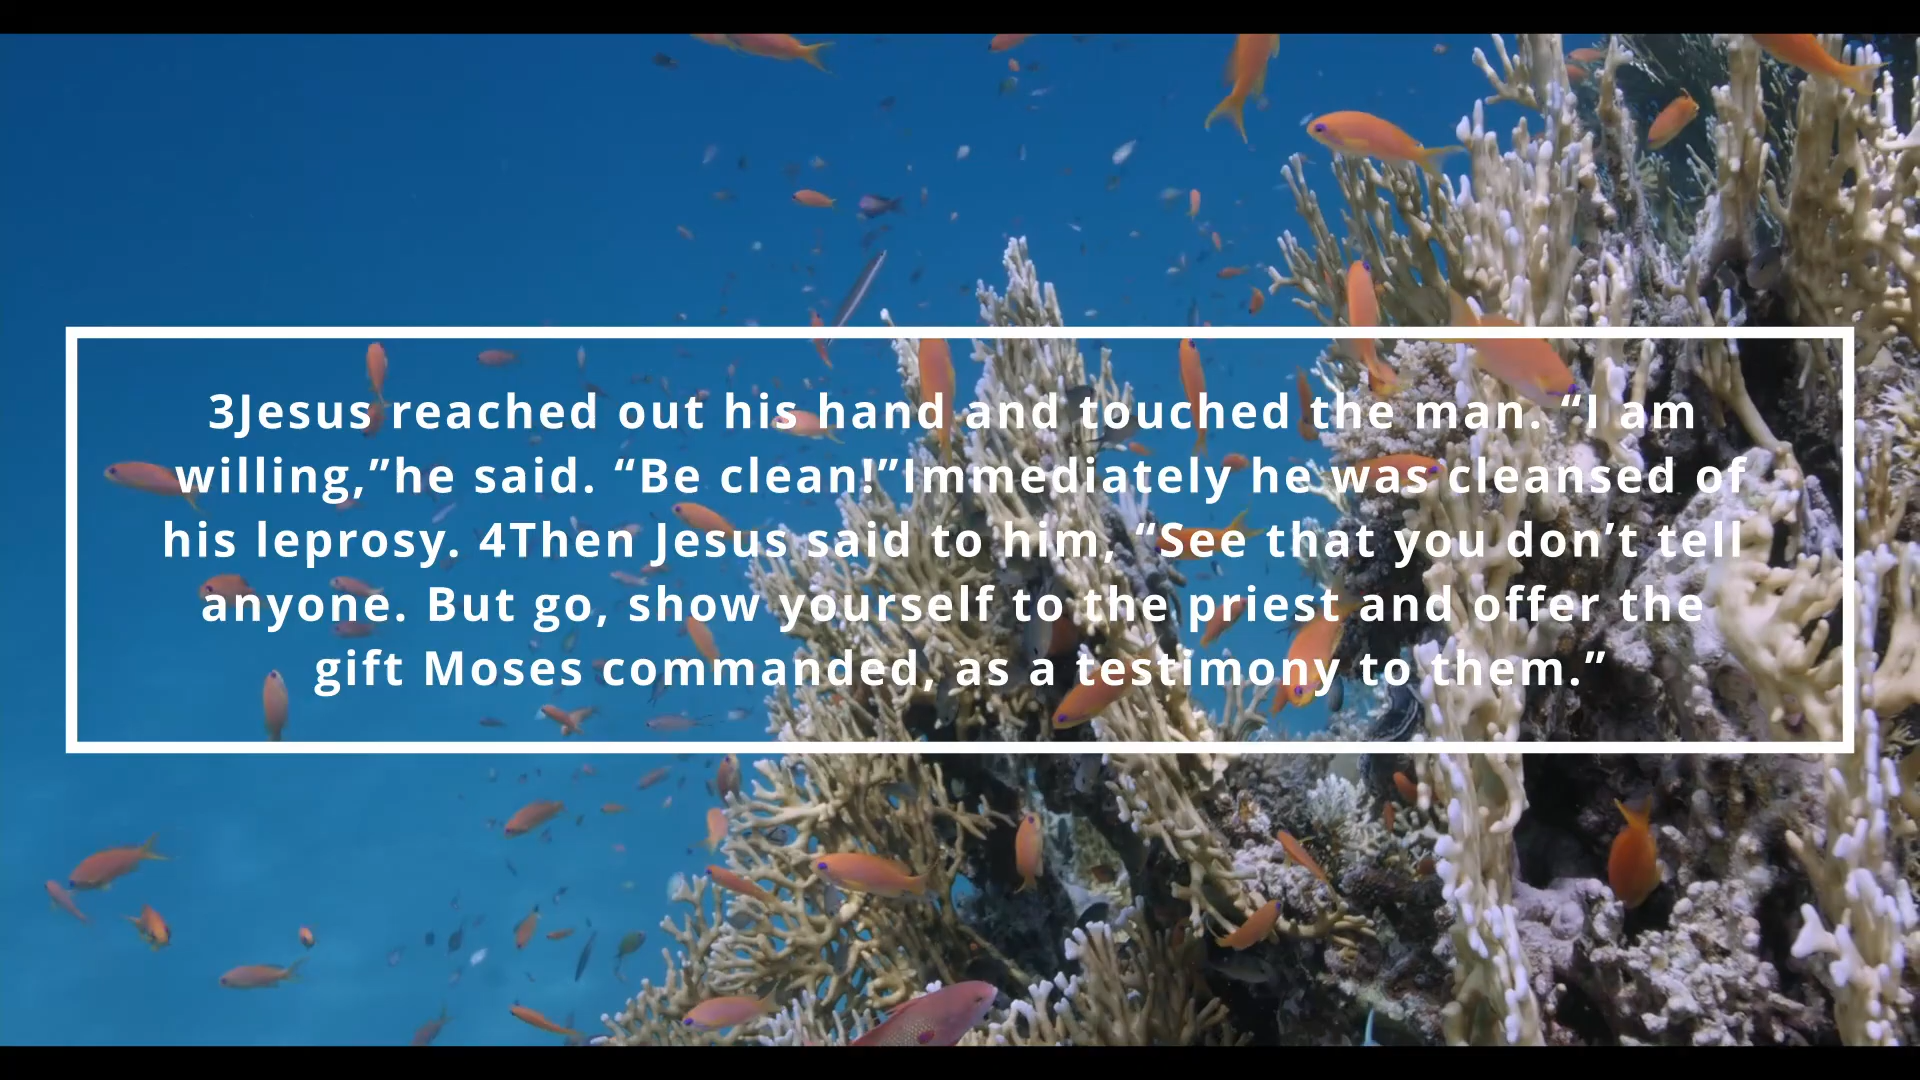 3Jesus reached out his hand and touched the man. “I am
willing,”he said. “Be clean!”Immediately he was cleansed of
his leprosy. 4Then Jesus said to him, “See that you don’t tell
anyone. But go, show yourself to the priest and offer the
gift Moses commanded, as a testimony to them.”